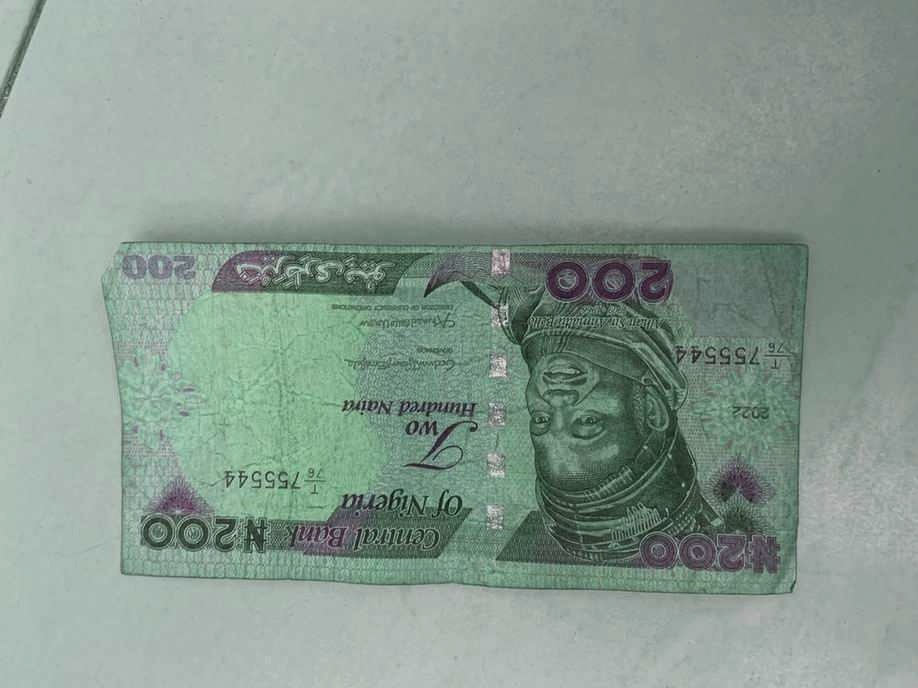 ₦200
Central Bank
Of Nigeria
₦200
T/76 755544
2022
Two
Hundred Naira
T/76 755544
GOVERNOR
DIRECTOR OF CURRENCY OPERATIONS
Alhaji Sir Ahmadu Bello
200
200